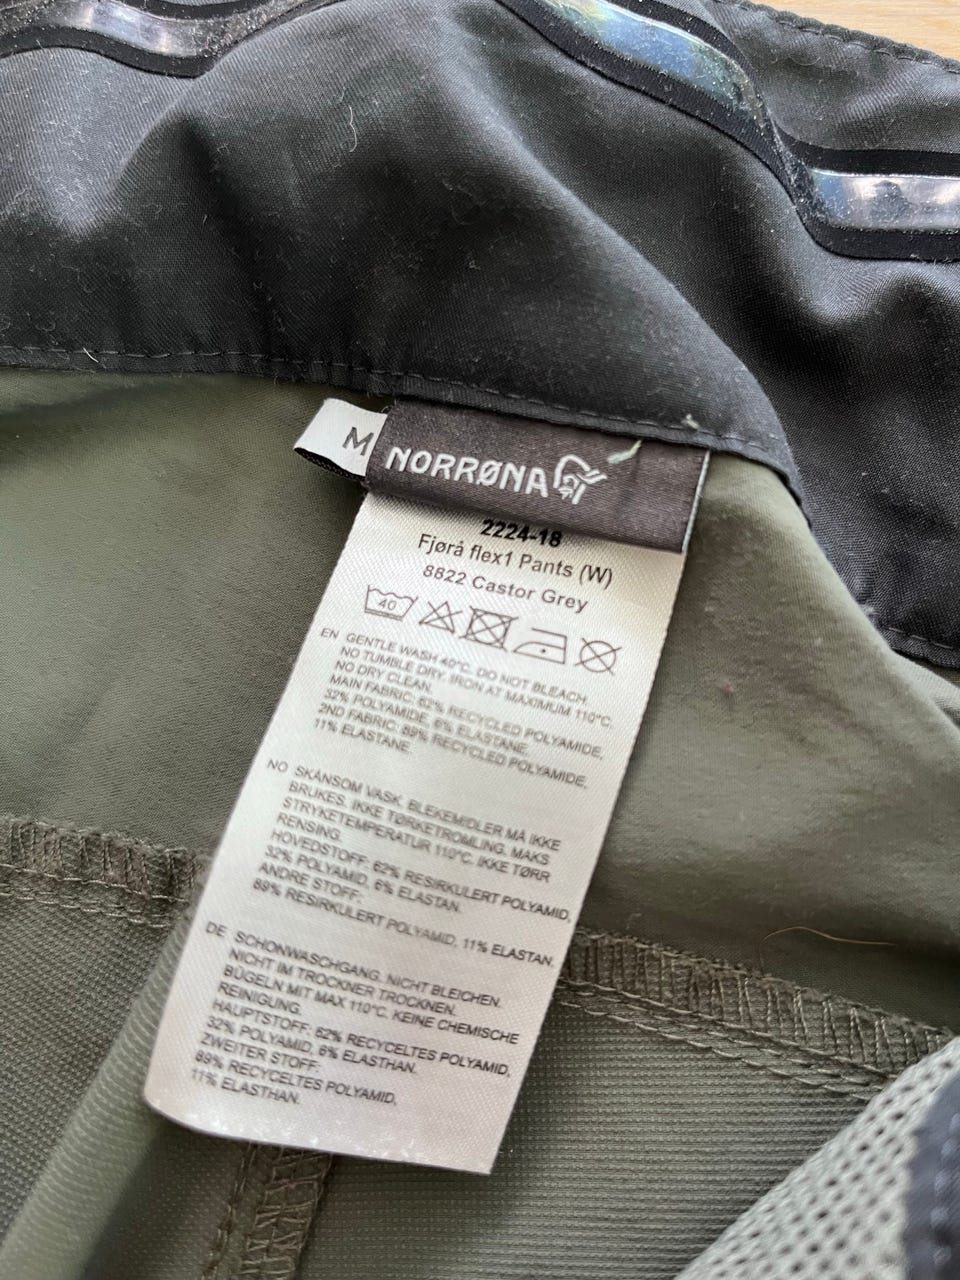 M
NORRØNA
2224-18
Fjørå flex1 Pants (W)
8822 Castor Grey
40
EN GENTLE WASH 40°C. DO NOT BLEACH.
NO TUMBLE DRY. IRON AT MAXIMUM 110°C.
NO DRY CLEAN.
MAIN FABRIC: 62% RECYCLED POLYAMIDE,
32% POLYAMIDE, 6% ELASTANE.
2ND FABRIC: 89% RECYCLED POLYAMIDE,
11% ELASTANE.
NO SKÅNSOM VASK. BLEKEMIDLER MÅ IKKE
BRUKES. IKKE TØRKETROMLING. MAKS
STRYKETEMPERATUR 110°C. IKKE TØRR
RENSING.
HOVEDSTOFF: 62% RESIRKULERT POLYAMID,
32% POLYAMID, 6% ELASTAN.
ANDRE STOFF:
89% RESIRKULERT POLYAMID, 11% ELASTAN.
DE SCHONWASCHGANG. NICHT BLEICHEN.
NICHT IM TROCKNER TROCKNEN.
BÜGELN MIT MAX 110°C. KEINE CHEMISCHE
REINIGUNG.
HAUPTSTOFF: 62% RECYCELTES POLYAMID,
32% POLYAMID, 6% ELASTHAN.
ZWEITER STOFF:
89% RECYCELTES POLYAMID,
11% ELASTHAN.